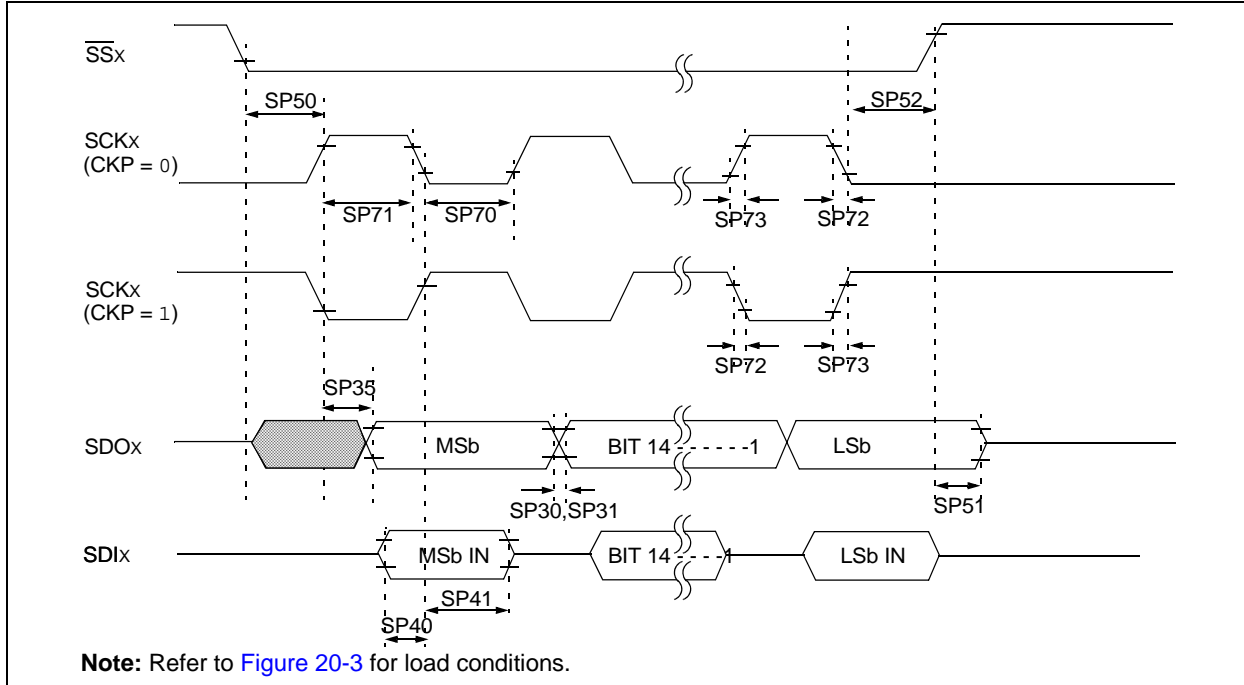 SSX
SP50
SP52
SCKX
(CKP = 0)
SP71
SP70
SP73
SP72
SCKX
(CKP = 1)
SP72
SP73
SP35
SDOX
MSb
BIT 14 - - - - - -1
LSb
SP30,SP31
SP51
SDIX
MSb IN
BIT 14 - - - - -1
LSb IN
SP41
SP40
Note: Refer to Figure 20-3 for load conditions.